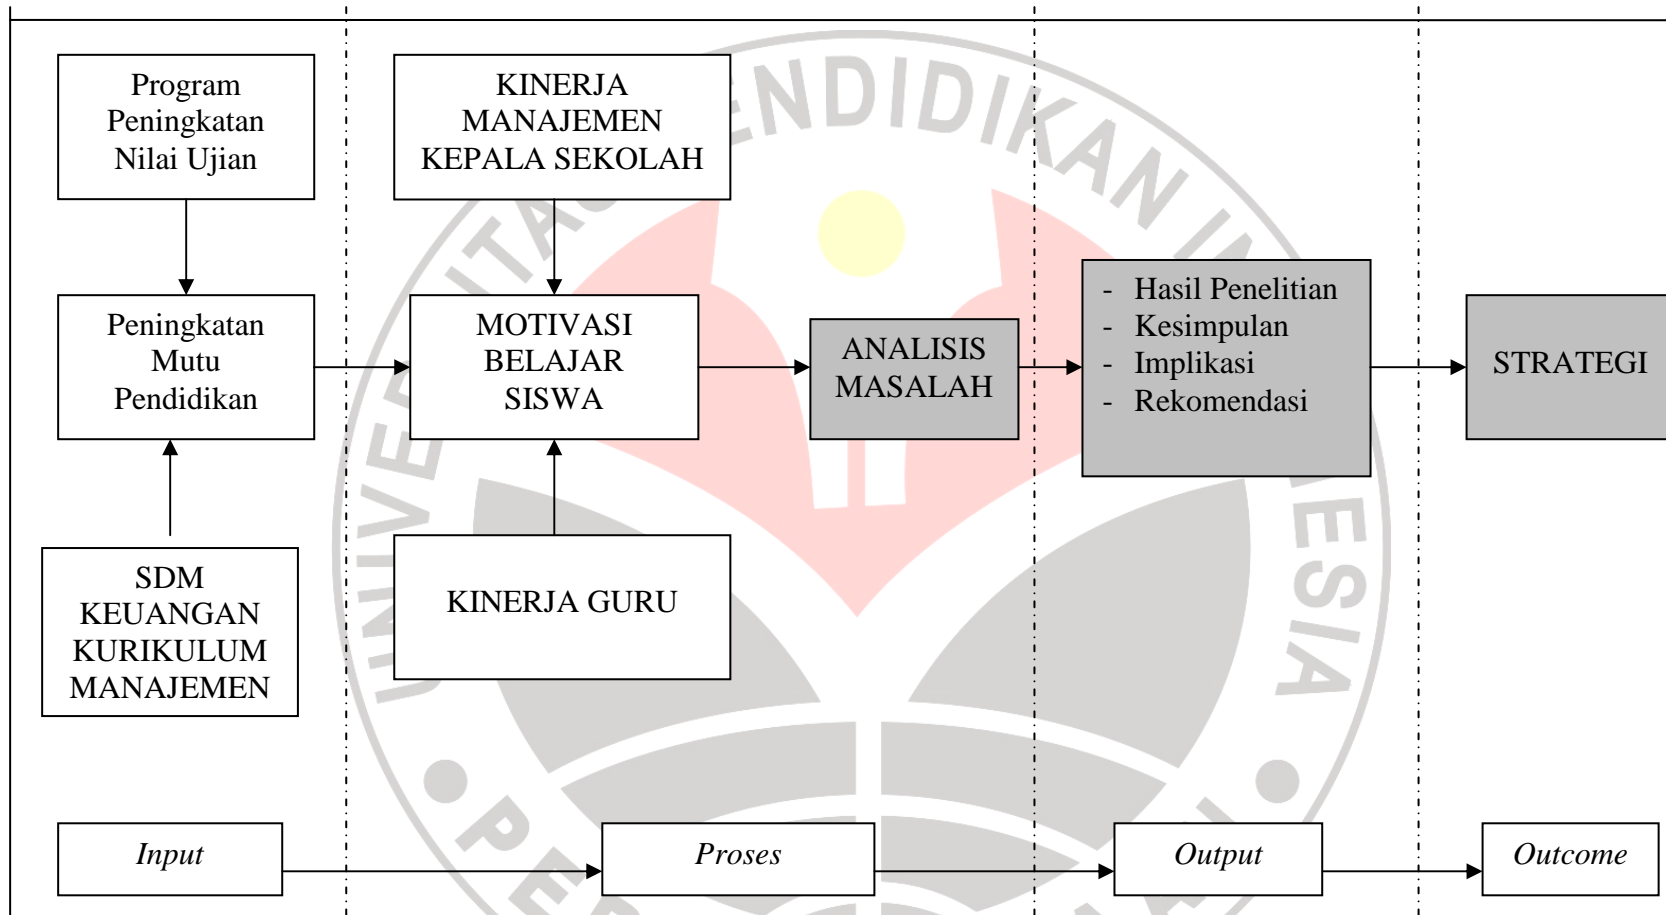 Program
Peningkatan
Nilai Ujian
KINERJA
MANAJEMEN
KEPALA SEKOLAH
Peningkatan
Mutu
Pendidikan
MOTIVASI
BELAJAR
SISWA
ANALISIS
MASALAH
- Hasil Penelitian
- Kesimpulan
- Implikasi
- Rekomendasi
STRATEGI
SDM
KEUANGAN
KURIKULUM
MANAJEMEN
KINERJA GURU
Input
Proses
Output
Outcome